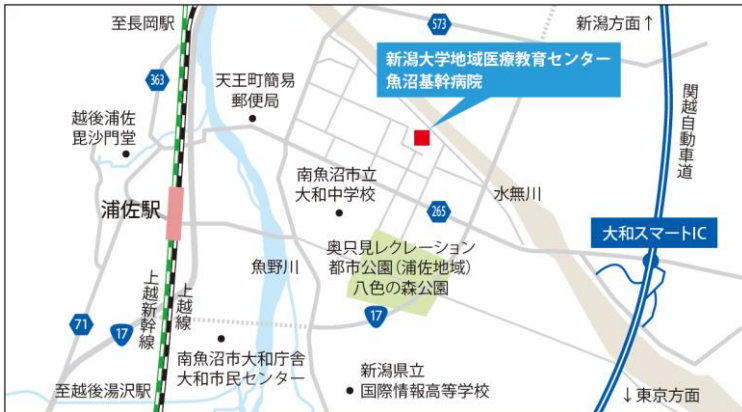 至長岡駅
573
新潟方面↑
新潟大学地域医療教育センター
魚沼基幹病院
363
天王町簡易
郵便局
関越自動車道
越後浦佐
毘沙門堂
南魚沼市立
大和中学校
水無川
浦佐駅
265
大和スマートIC
奥只見レクレーション
都市公園(浦佐地域)
八色の森公園
魚野川
上越新幹線
上越線
71
17
17
南魚沼市大和庁舎
大和市民センター
新潟県立
国際情報高等学校
至越後湯沢駅
↓東京方面